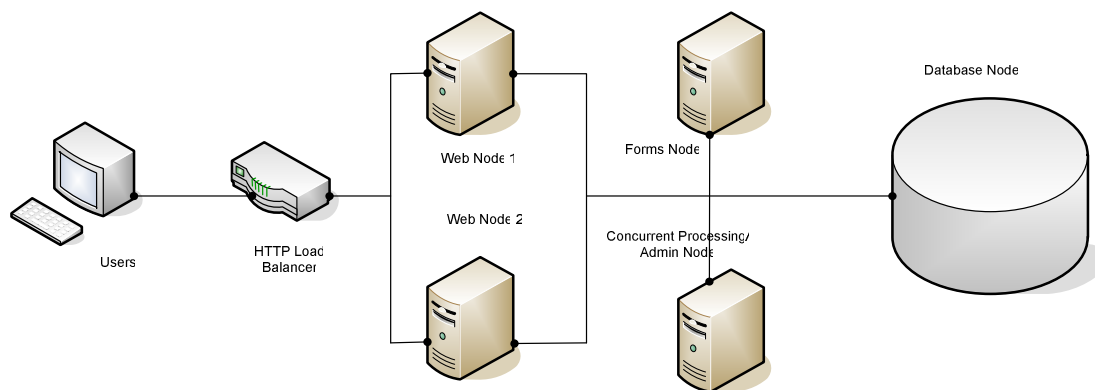 Database Node
Forms Node
Web Node 1
Web Node 2
Concurrent Processing/
Admin Node
HTTP Load
Balancer
Users